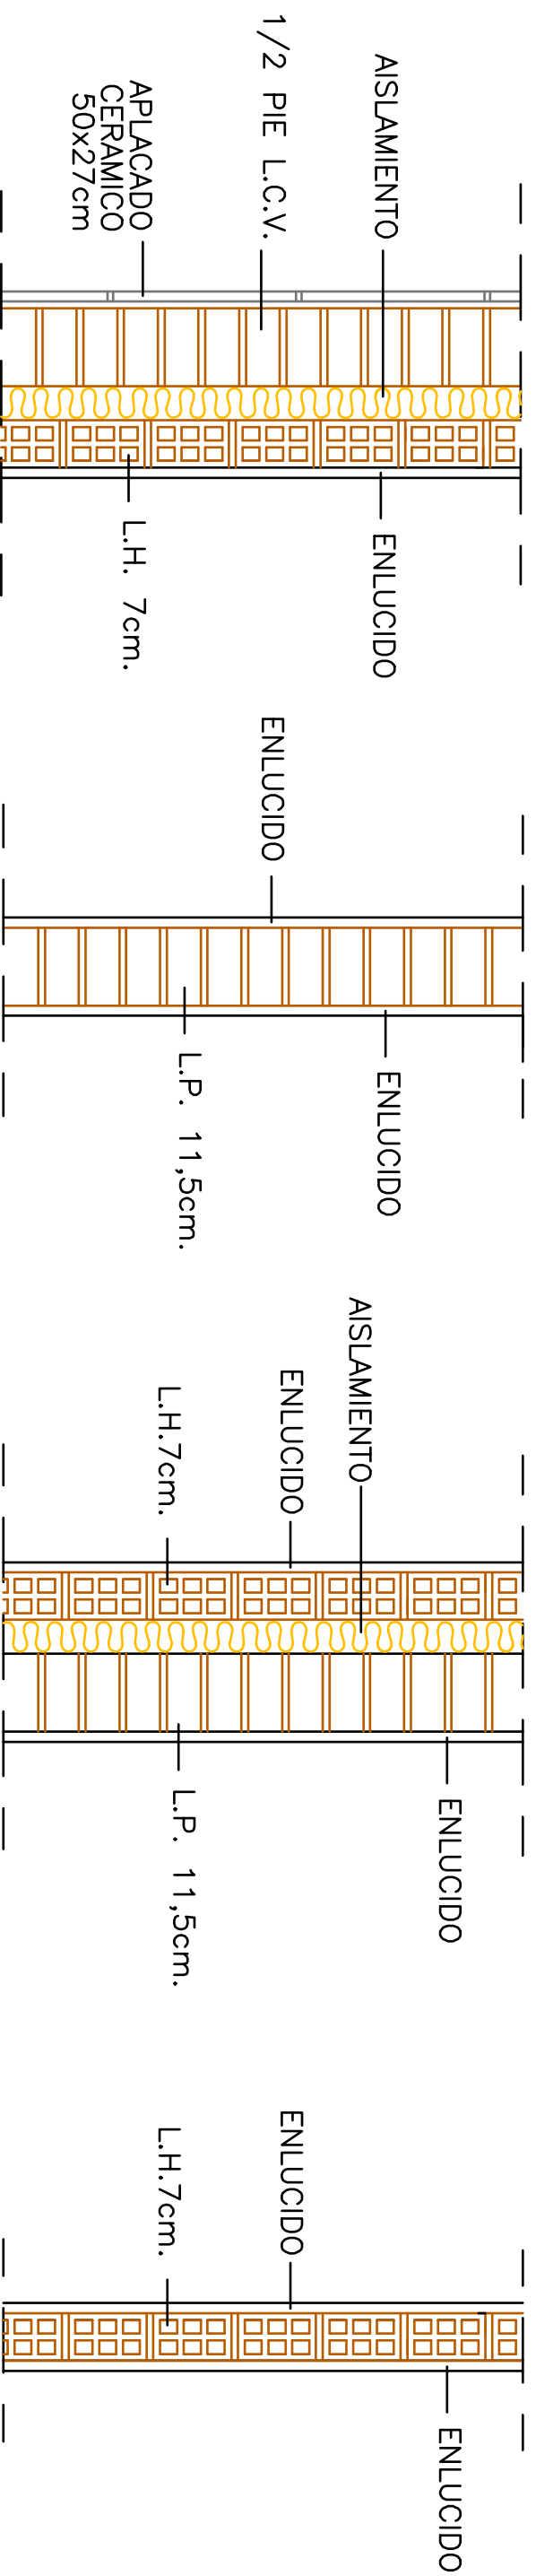 AISLAMIENTO
1/2 PIE L.C.V.
APLACADO
CERAMICO
50x27cm
ENLUCIDO
L.H. 7cm.
ENLUCIDO
ENLUCIDO
L.P. 11,5cm.
AISLAMIENTO
ENLUCIDO
L.H.7cm.
ENLUCIDO
L.P. 11,5cm.
ENLUCIDO
L.H.7cm.
ENLUCIDO